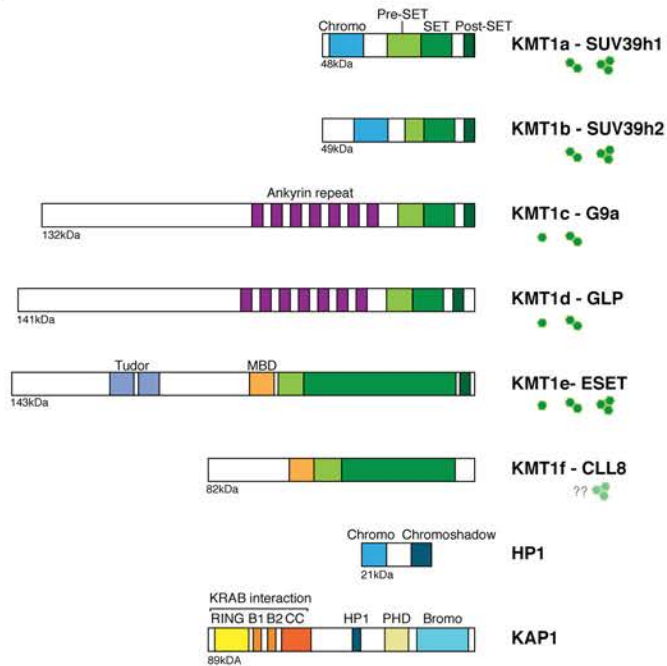 Pre-SET
Chromo SET Post-SET
KMT1a - SUV39h1
48kDa
KMT1b - SUV39h2
49kDa
Ankyrin repeat
KMT1c - G9a
132kDa
KMT1d - GLP
141kDa
Tudor MBD
KMT1e- ESET
143kDa
KMT1f - CLL8
82kDa
??
Chromo Chromoshadow
HP1
21kDa
KRAB interaction
RING B1 B2 CC HP1 PHD Bromo
KAP1
89kDA